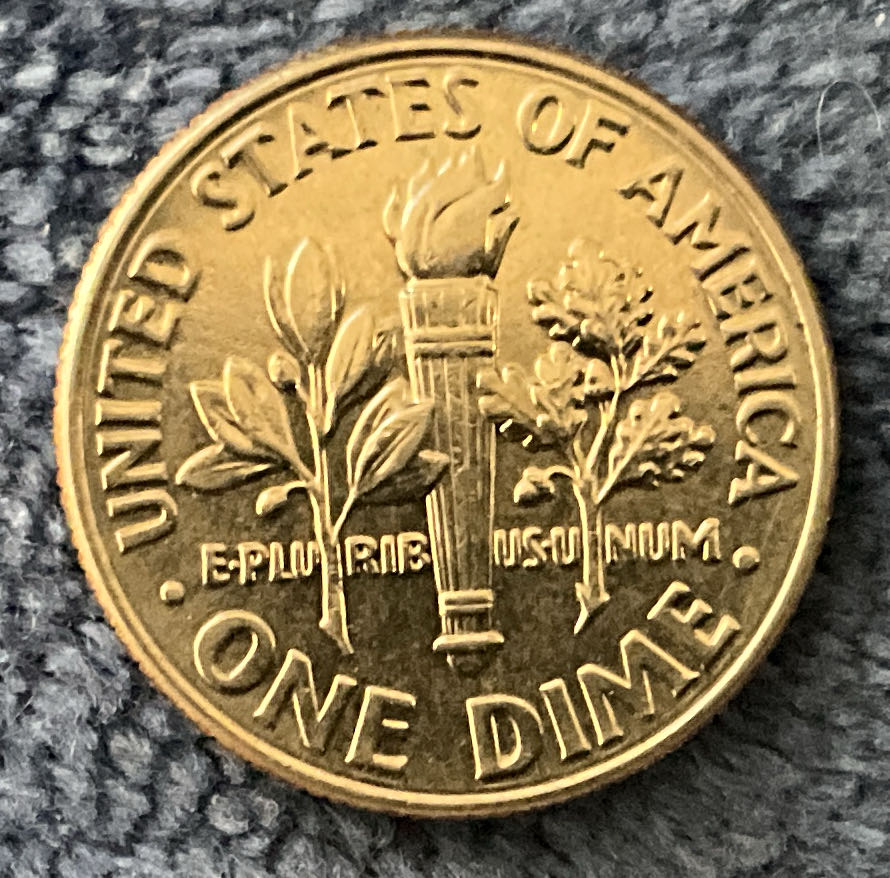 UNITED STATES OF AMERICA
E·PLURIBUS·UNUM
· ONE DIME ·